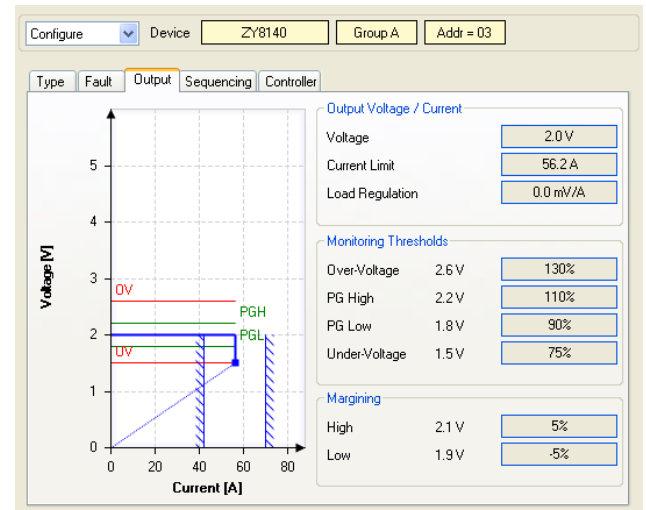 Configure Device ZY8140 Group A Addr = 03
Type Fault Output Sequencing Controller
Output Voltage / Current
Voltage 2.0 V
Current Limit 56.2 A
Load Regulation 0.0 mV/A
Monitoring Thresholds
Over-Voltage 2.6 V 130%
PG High 2.2 V 110%
PG Low 1.8 V 90%
Under-Voltage 1.5 V 75%
Margining
High 2.1 V 5%
Low 1.9 V -5%
Voltage [V]
5
4
3
2
1
0
OV
PGH
PGL
UV
0 20 40 60 80
Current [A]